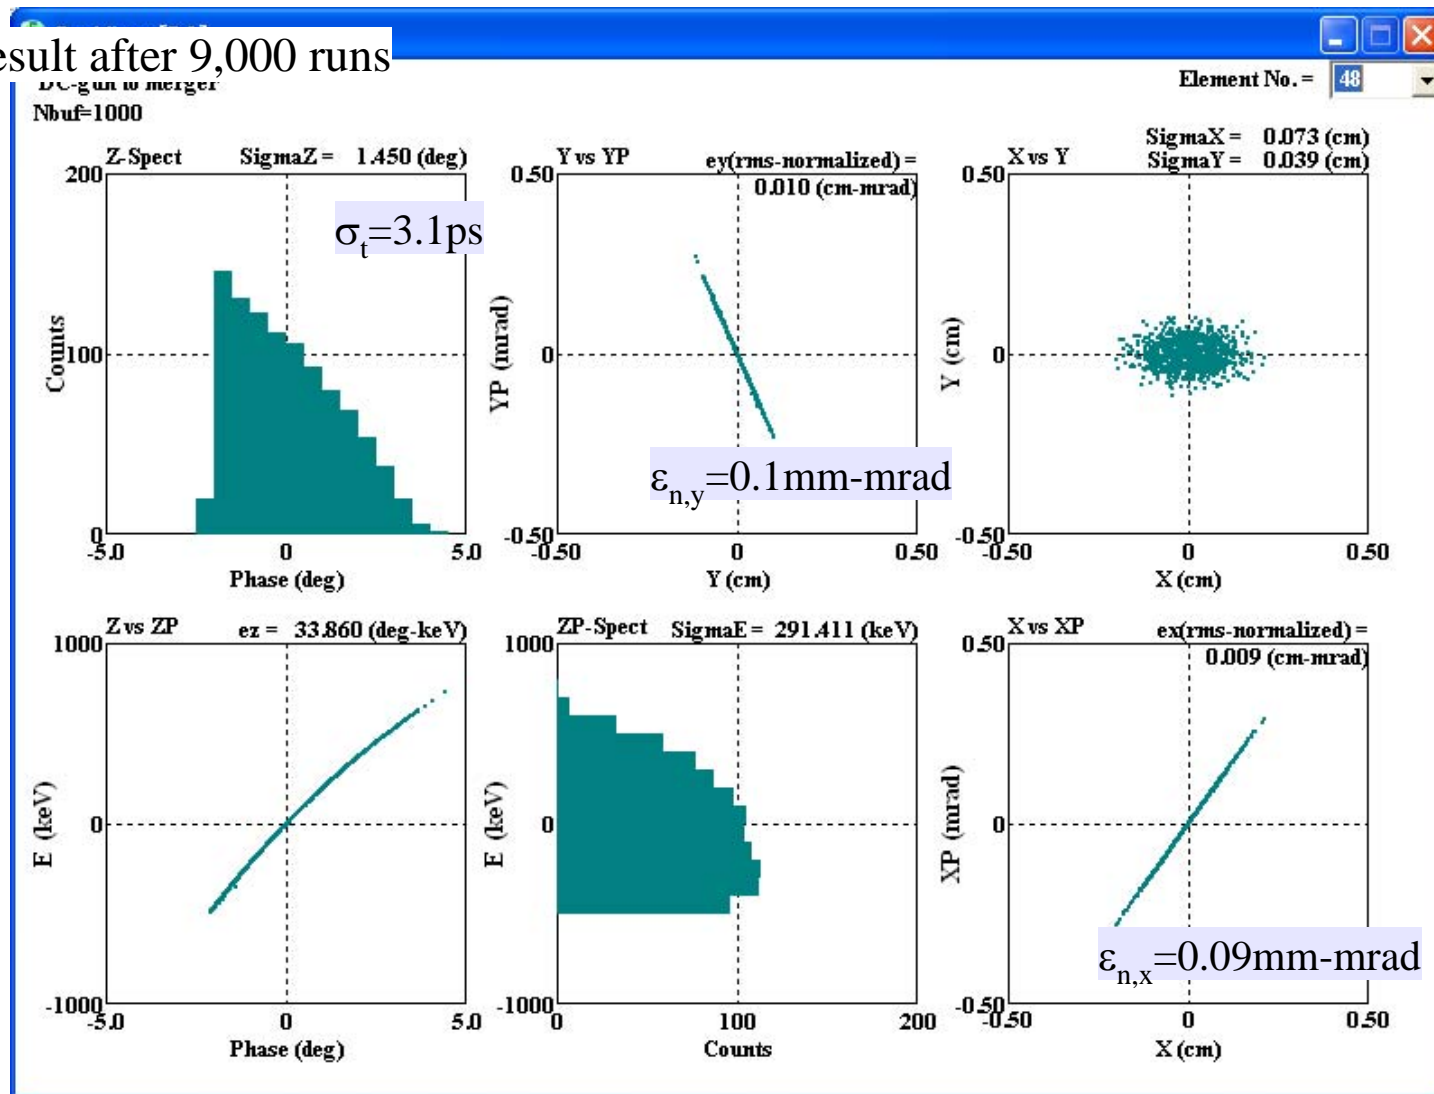 esult after 9,000 runs
DC-gun to merger
Element No. = 48
Nbuf=1000
Z-Spect SigmaZ = 1.450 (deg)
200
100
0
Counts
-5.0 0 5.0
Phase (deg)
σt=3.1ps
Y vs YP ey(rms-normalized) =
0.010 (cm-mrad)
0.50
0
-0.50
YP (mrad)
-0.50 0 0.50
Y (cm)
εn,y=0.1mm-mrad
SigmaX = 0.073 (cm)
X vs Y SigmaY = 0.039 (cm)
0.50
0
-0.50
Y (cm)
-0.50 0 0.50
X (cm)
Z vs ZP ez = 33.860 (deg-keV)
1000
0
-1000
E (keV)
-5.0 0 5.0
Phase (deg)
ZP-Spect SigmaE = 291.411 (keV)
1000
0
-1000
E (keV)
0 100 200
Counts
X vs XP ex(rms-normalized) =
0.009 (cm-mrad)
0.50
0
-0.50
XP (mrad)
-0.50 0 0.50
X (cm)
εn,x=0.09mm-mrad